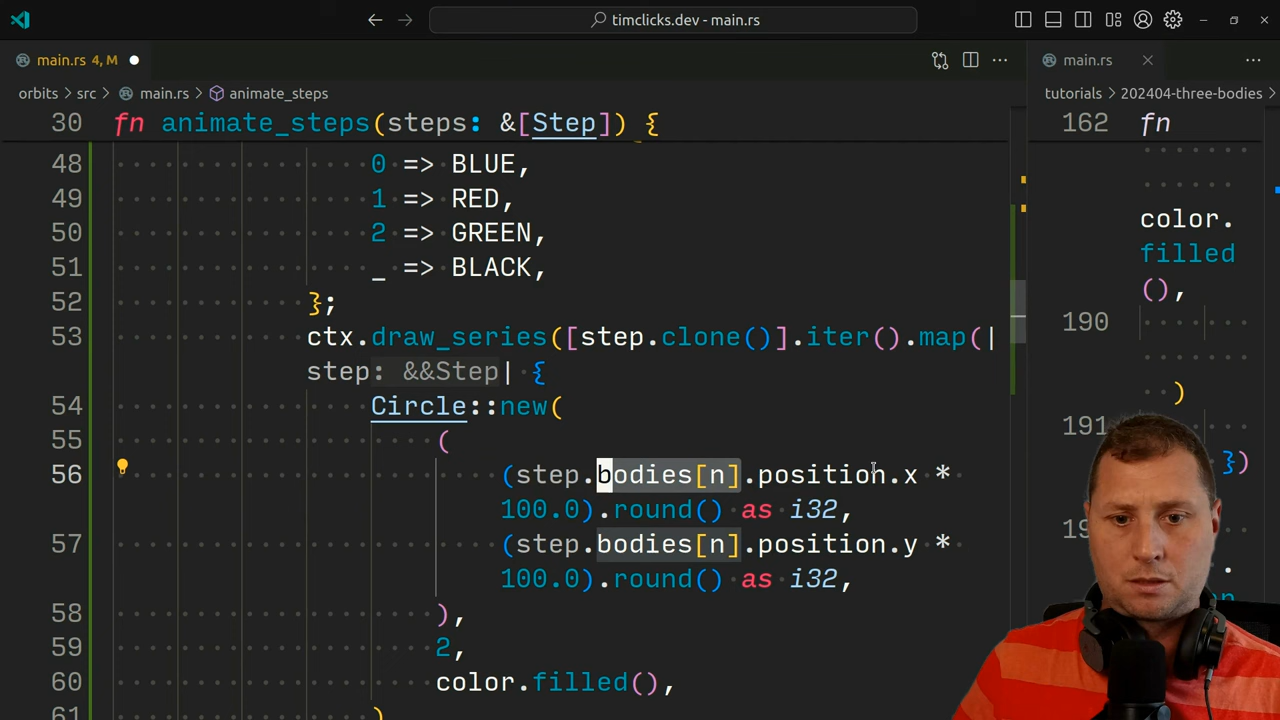 timclicks.dev - main.rs
main.rs 4, M
main.rs
orbits > src > main.rs > animate_steps
tutorials > 202404-three-bodies >
30 fn animate_steps(steps: &[Step]) {
48 0 => BLUE,
49 1 => RED,
50 2 => GREEN,
51 _ => BLACK,
52 };
53 ctx.draw_series([step.clone()].iter().map(|
step: &&Step| {
54 Circle::new(
55 (
56 (step.bodies[n].position.x *
100.0).round() as i32,
57 (step.bodies[n].position.y *
100.0).round() as i32,
58 ),
59 2,
60 color.filled(),
61 )
162 fn
color.
filled
(),
190
)
191
})